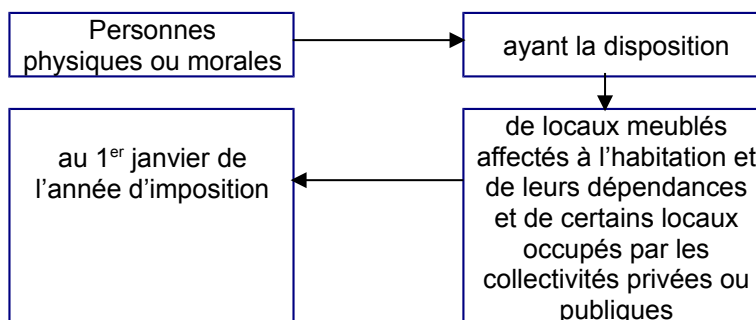 Personnes
physiques ou morales
ayant la disposition
de locaux meublés
affectés à l’habitation et
de leurs dépendances
et de certains locaux
occupés par les
collectivités privées ou
publiques
au 1er janvier de
l’année d’imposition